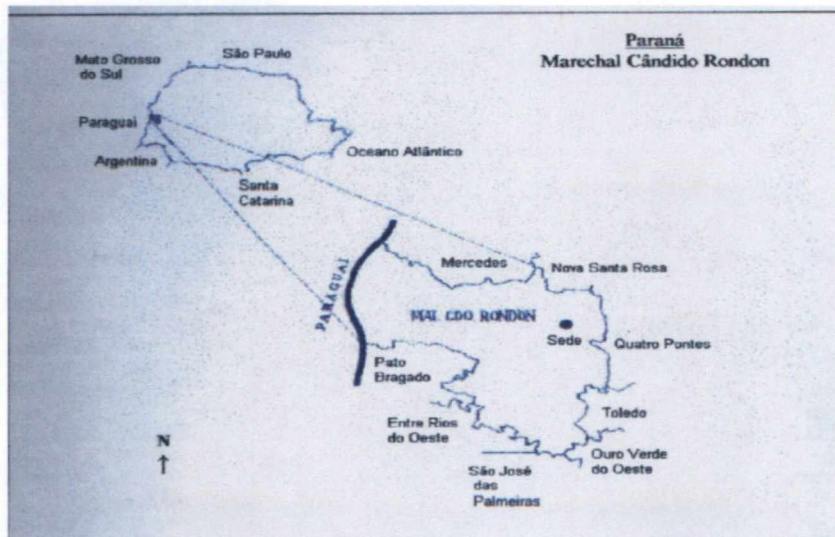 Paraná
Marechal Cândido Rondon
Mato Grosso
do Sul
São Paulo
Paraguai
Argentina
Oceano Atlântico
Santa
Catarina
PARAGUAI
Mercedes
Nova Santa Rosa
MAL CDO RONDON
Sede
Quatro Pontes
Pato
Bragado
Toledo
Entre Rios
do Oeste
Ouro Verde
do Oeste
São José
das
Palmeiras
N